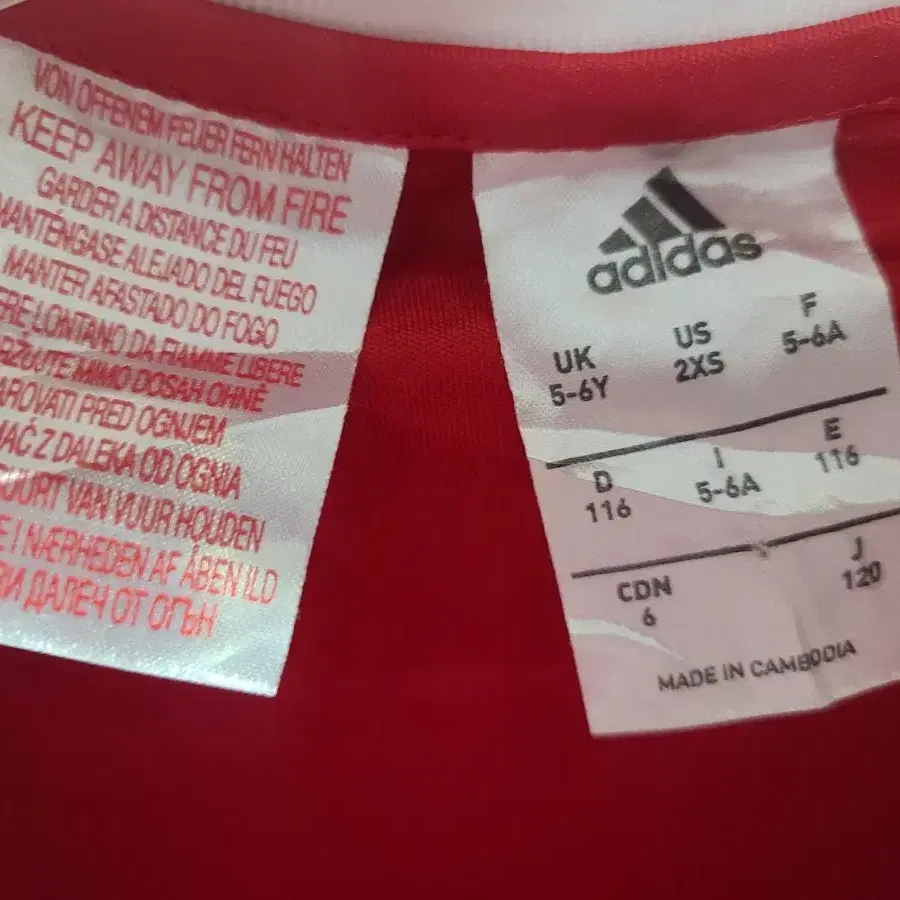 VON OFFENEM FEUER FERN HALTEN
KEEP AWAY FROM FIRE
GARDER A DISTANCE DU FEU
MANTÉNGASE ALEJADO DEL FUEGO
MANTER AFASTADO DO FOGO
LONTANO DA FIAMME LIBERE
MIMO DOSAH OHNĚ
PRED OGNJEM
Z DALEKA OD OGNIA
VAN VUUR HOUDEN
I NÆRHEDEN AF ÅBEN ILD
ДАЛЕЧ ОТ ОГЪН
adidas
UK US F
5-6Y 2XS 5-6A
D I E
116 5-6A 116
CDN J
6 120
MADE IN CAMBODIA